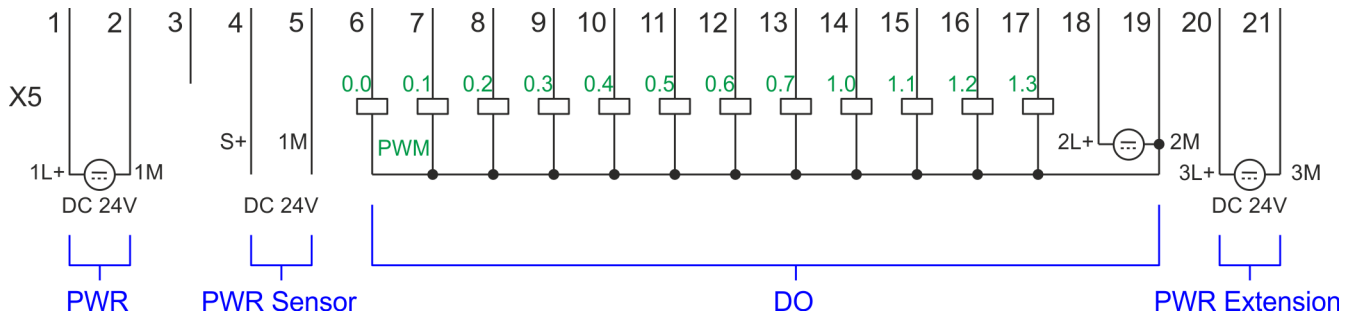 1 2 3 4 5 6 7 8 9 10 11 12 13 14 15 16 17 18 19 20 21
0.0 0.1 0.2 0.3 0.4 0.5 0.6 0.7 1.0 1.1 1.2 1.3
X5
S+ 1M PWM 2L+ 2M
1L+ 1M 3L+ 3M
DC 24V DC 24V DC 24V
PWR PWR Sensor DO PWR Extension